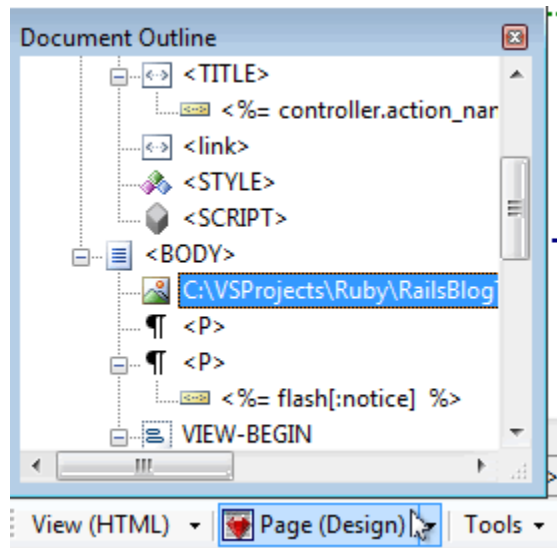 Document Outline
<TITLE>
<%= controller.action_nar
<link>
<STYLE>
<SCRIPT>
<BODY>
C:\VSProjects\Ruby\RailsBlog
<P>
<P>
<%= flash[:notice] %>
VIEW-BEGIN
View (HTML) Page (Design) Tools